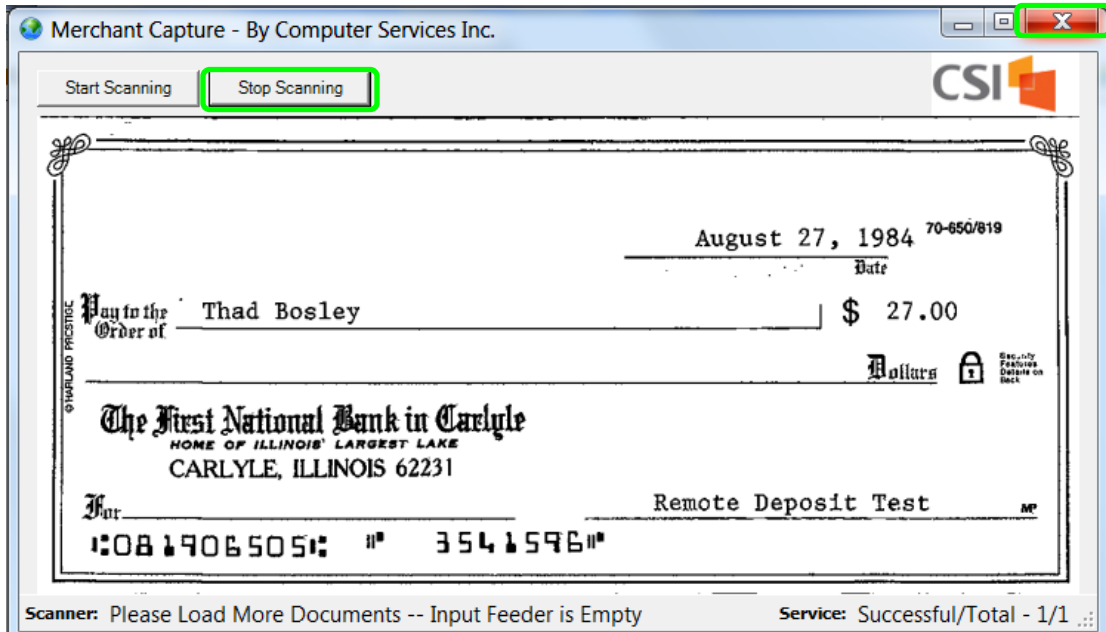 Merchant Capture - By Computer Services Inc.
Start Scanning
Stop Scanning
CSI
August 27, 1984
70-650/819
Date
Pay to the Order of
Thad Bosley
$ 27.00
© HARLAND PRESTIGE
Dollars
Security Features Details on Back
The First National Bank in Carlyle
HOME OF ILLINOIS' LARGEST LAKE
CARLYLE, ILLINOIS 62231
For
Remote Deposit Test
MP
⑆081906505⑆ ⑈ 3541596⑈
Scanner: Please Load More Documents -- Input Feeder is Empty
Service: Successful/Total - 1/1